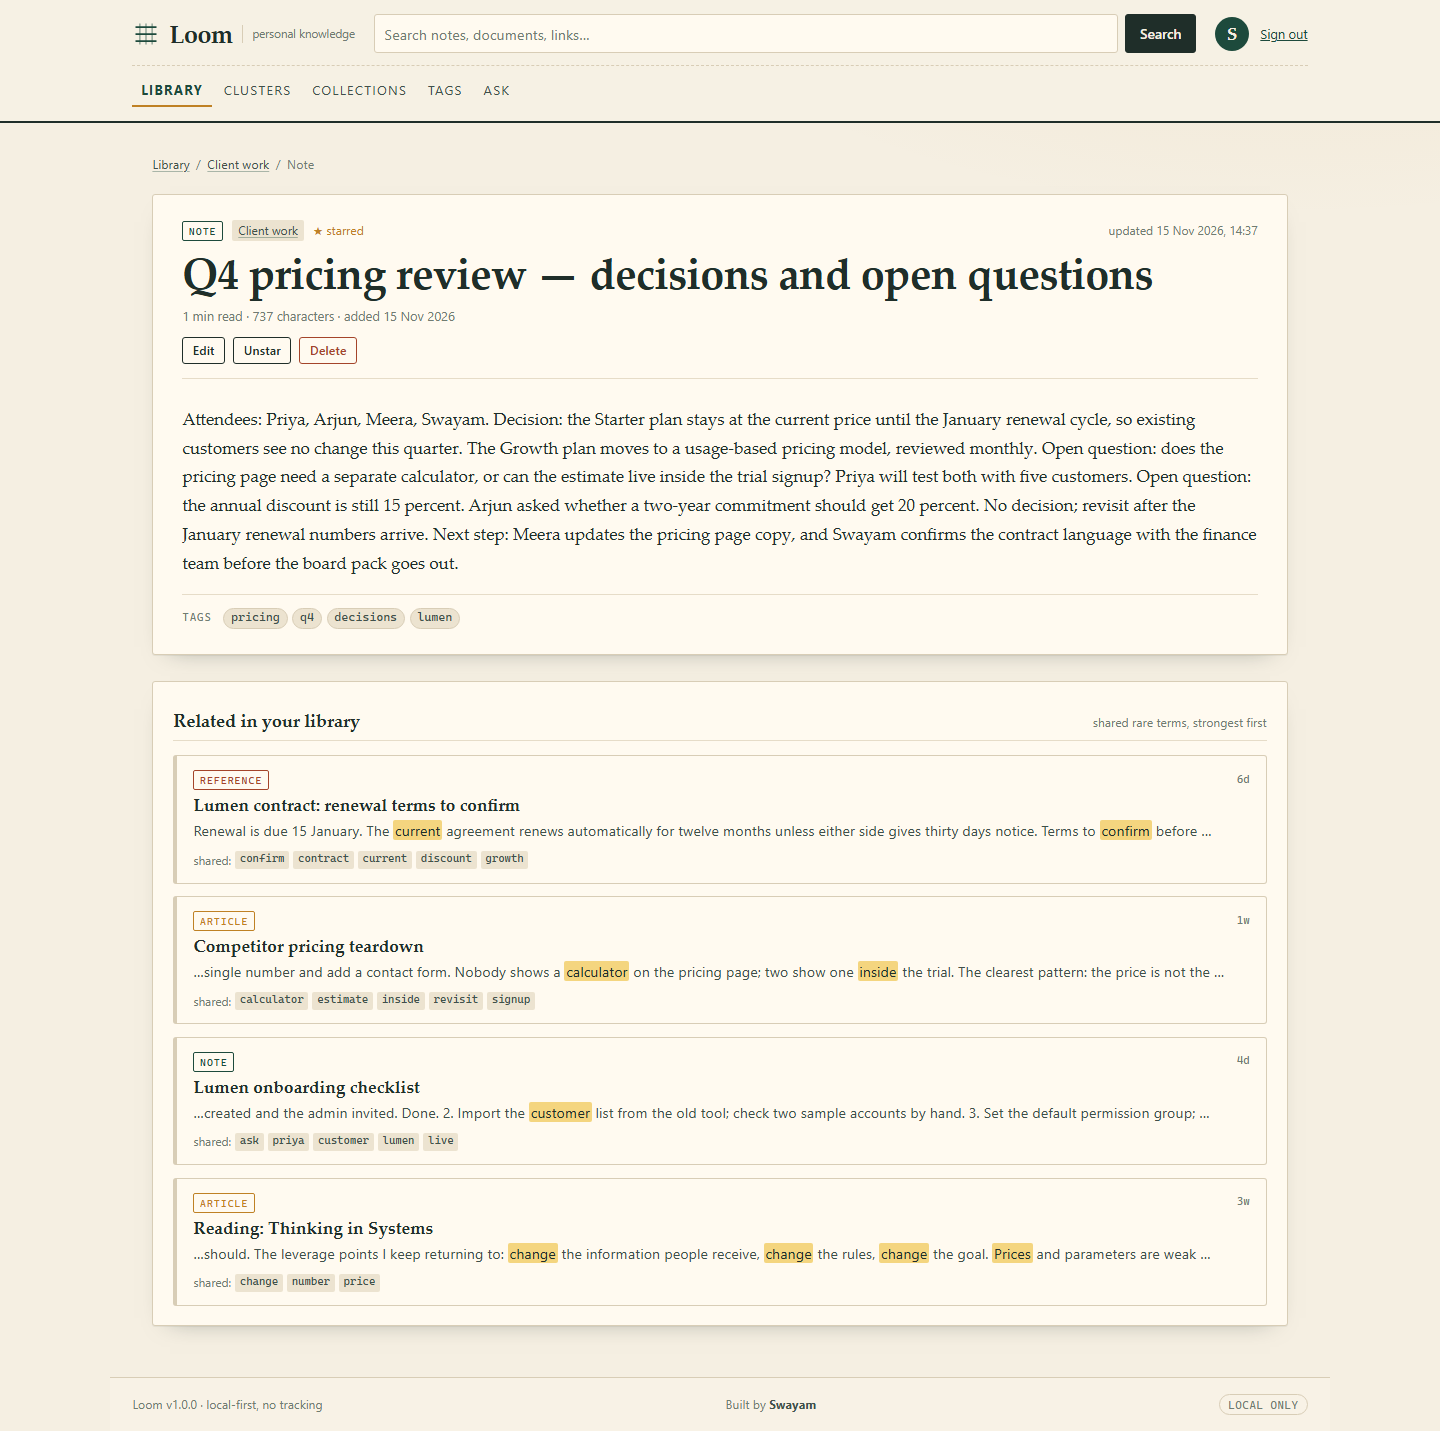 Loom
personal knowledge
Search notes, documents, links...
Search
S
Sign out
LIBRARY
CLUSTERS
COLLECTIONS
TAGS
ASK
Library / Client work / Note
NOTE
Client work
★ starred
updated 15 Nov 2026, 14:37
Q4 pricing review — decisions and open questions
1 min read · 737 characters · added 15 Nov 2026
Edit
Unstar
Delete
Attendees: Priya, Arjun, Meera, Swayam. Decision: the Starter plan stays at the current price until the January renewal cycle, so existing
customers see no change this quarter. The Growth plan moves to a usage-based pricing model, reviewed monthly. Open question: does the
pricing page need a separate calculator, or can the estimate live inside the trial signup? Priya will test both with five customers. Open question:
the annual discount is still 15 percent. Arjun asked whether a two-year commitment should get 20 percent. No decision; revisit after the
January renewal numbers arrive. Next step: Meera updates the pricing page copy, and Swayam confirms the contract language with the finance
team before the board pack goes out.
TAGS pricing q4 decisions lumen
Related in your library
shared rare terms, strongest first
REFERENCE
6d
Lumen contract: renewal terms to confirm
Renewal is due 15 January. The current agreement renews automatically for twelve months unless either side gives thirty days notice. Terms to confirm before ...
shared: confirm contract current discount growth
ARTICLE
1w
Competitor pricing teardown
...single number and add a contact form. Nobody shows a calculator on the pricing page; two show one inside the trial. The clearest pattern: the price is not the ...
shared: calculator estimate inside revisit signup
NOTE
4d
Lumen onboarding checklist
...created and the admin invited. Done. 2. Import the customer list from the old tool; check two sample accounts by hand. 3. Set the default permission group; ...
shared: ask priya customer lumen live
ARTICLE
3w
Reading: Thinking in Systems
...should. The leverage points I keep returning to: change the information people receive, change the rules, change the goal. Prices and parameters are weak ...
shared: change number price
Loom v1.0.0 · local-first, no tracking
Built by Swayam
LOCAL ONLY